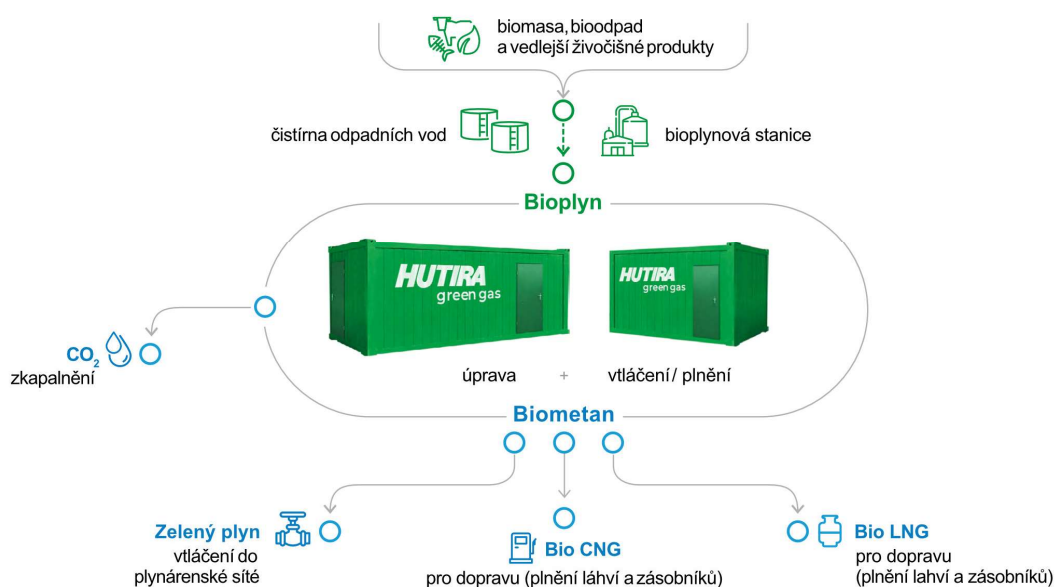 biomasa, bioodpad
a vedlejší živočišné produkty
čistírna odpadních vod
bioplynová stanice
Bioplyn
HUTIRA
green gas
HUTIRA
green gas
CO₂
zkapalnění
úprava + vtláčení / plnění
Biometan
Zelený plyn
vtláčení do
plynárenské sítě
Bio CNG
pro dopravu (plnění láhví a zásobníků)
Bio LNG
pro dopravu
(plnění lahví a zásobníků)